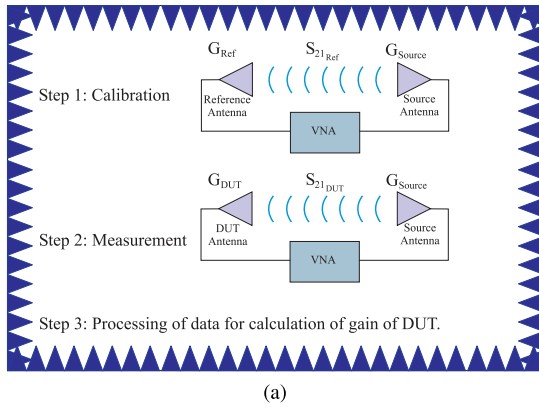 G_Ref S_21_Ref G_Source
Step 1: Calibration
Reference Antenna
VNA
Source Antenna
G_DUT S_21_DUT G_Source
Step 2: Measurement
DUT Antenna
VNA
Source Antenna
Step 3: Processing of data for calculation of gain of DUT.
(a)